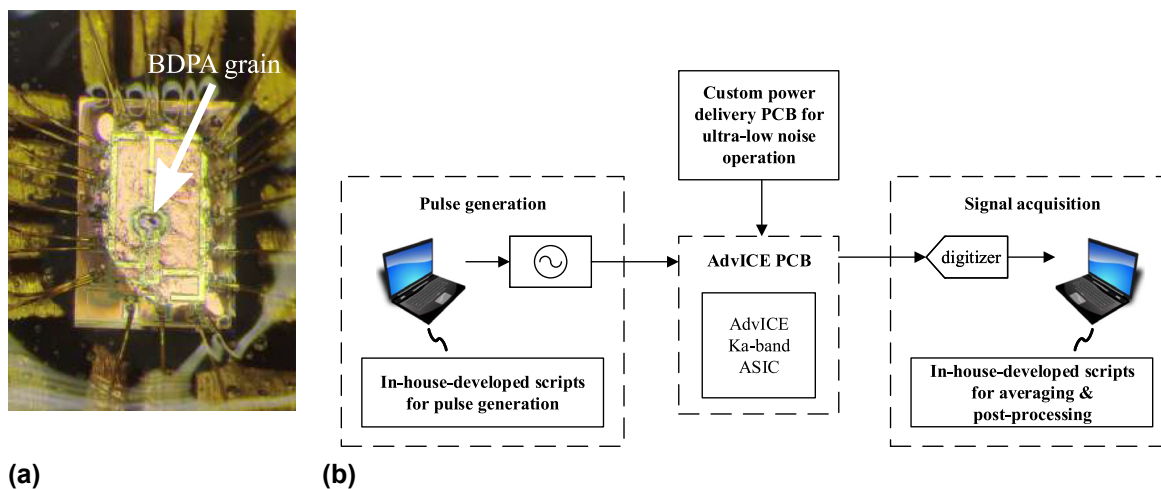 BDPA grain
(a)
Custom power
delivery PCB for
ultra-low noise
operation
Pulse generation
In-house-developed scripts
for pulse generation
AdvICE PCB
AdvICE
Ka-band
ASIC
Signal acquisition
digitizer
In-house-developed scripts
for averaging &
post-processing
(b)